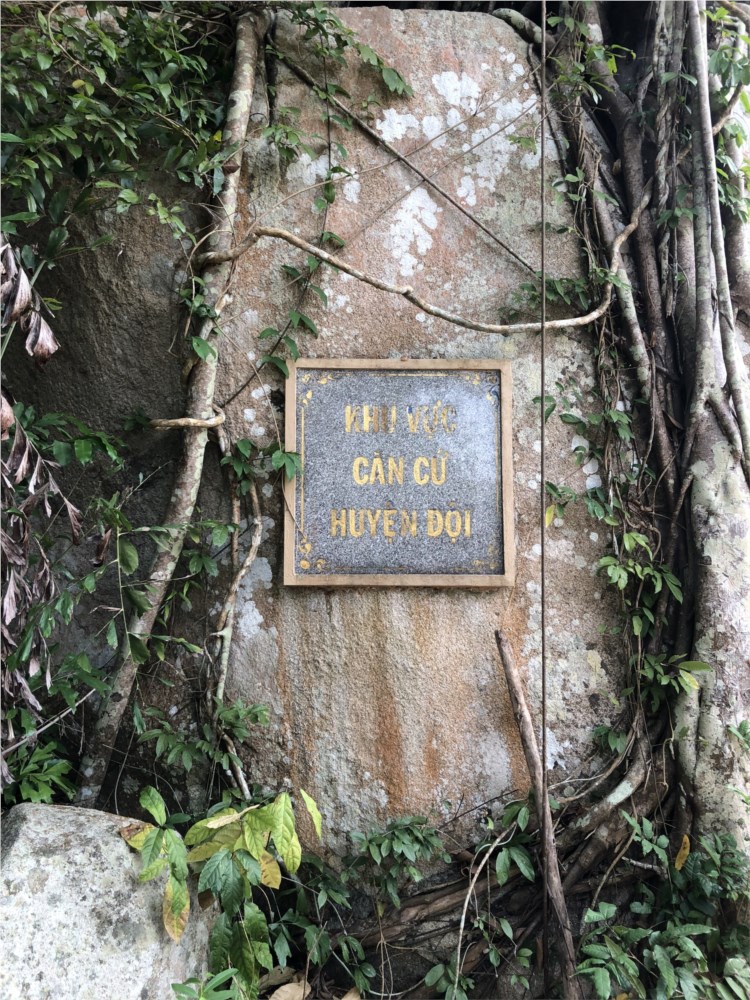 KHU VỰC
CĂN CỨ
HUYỆN ĐỘI